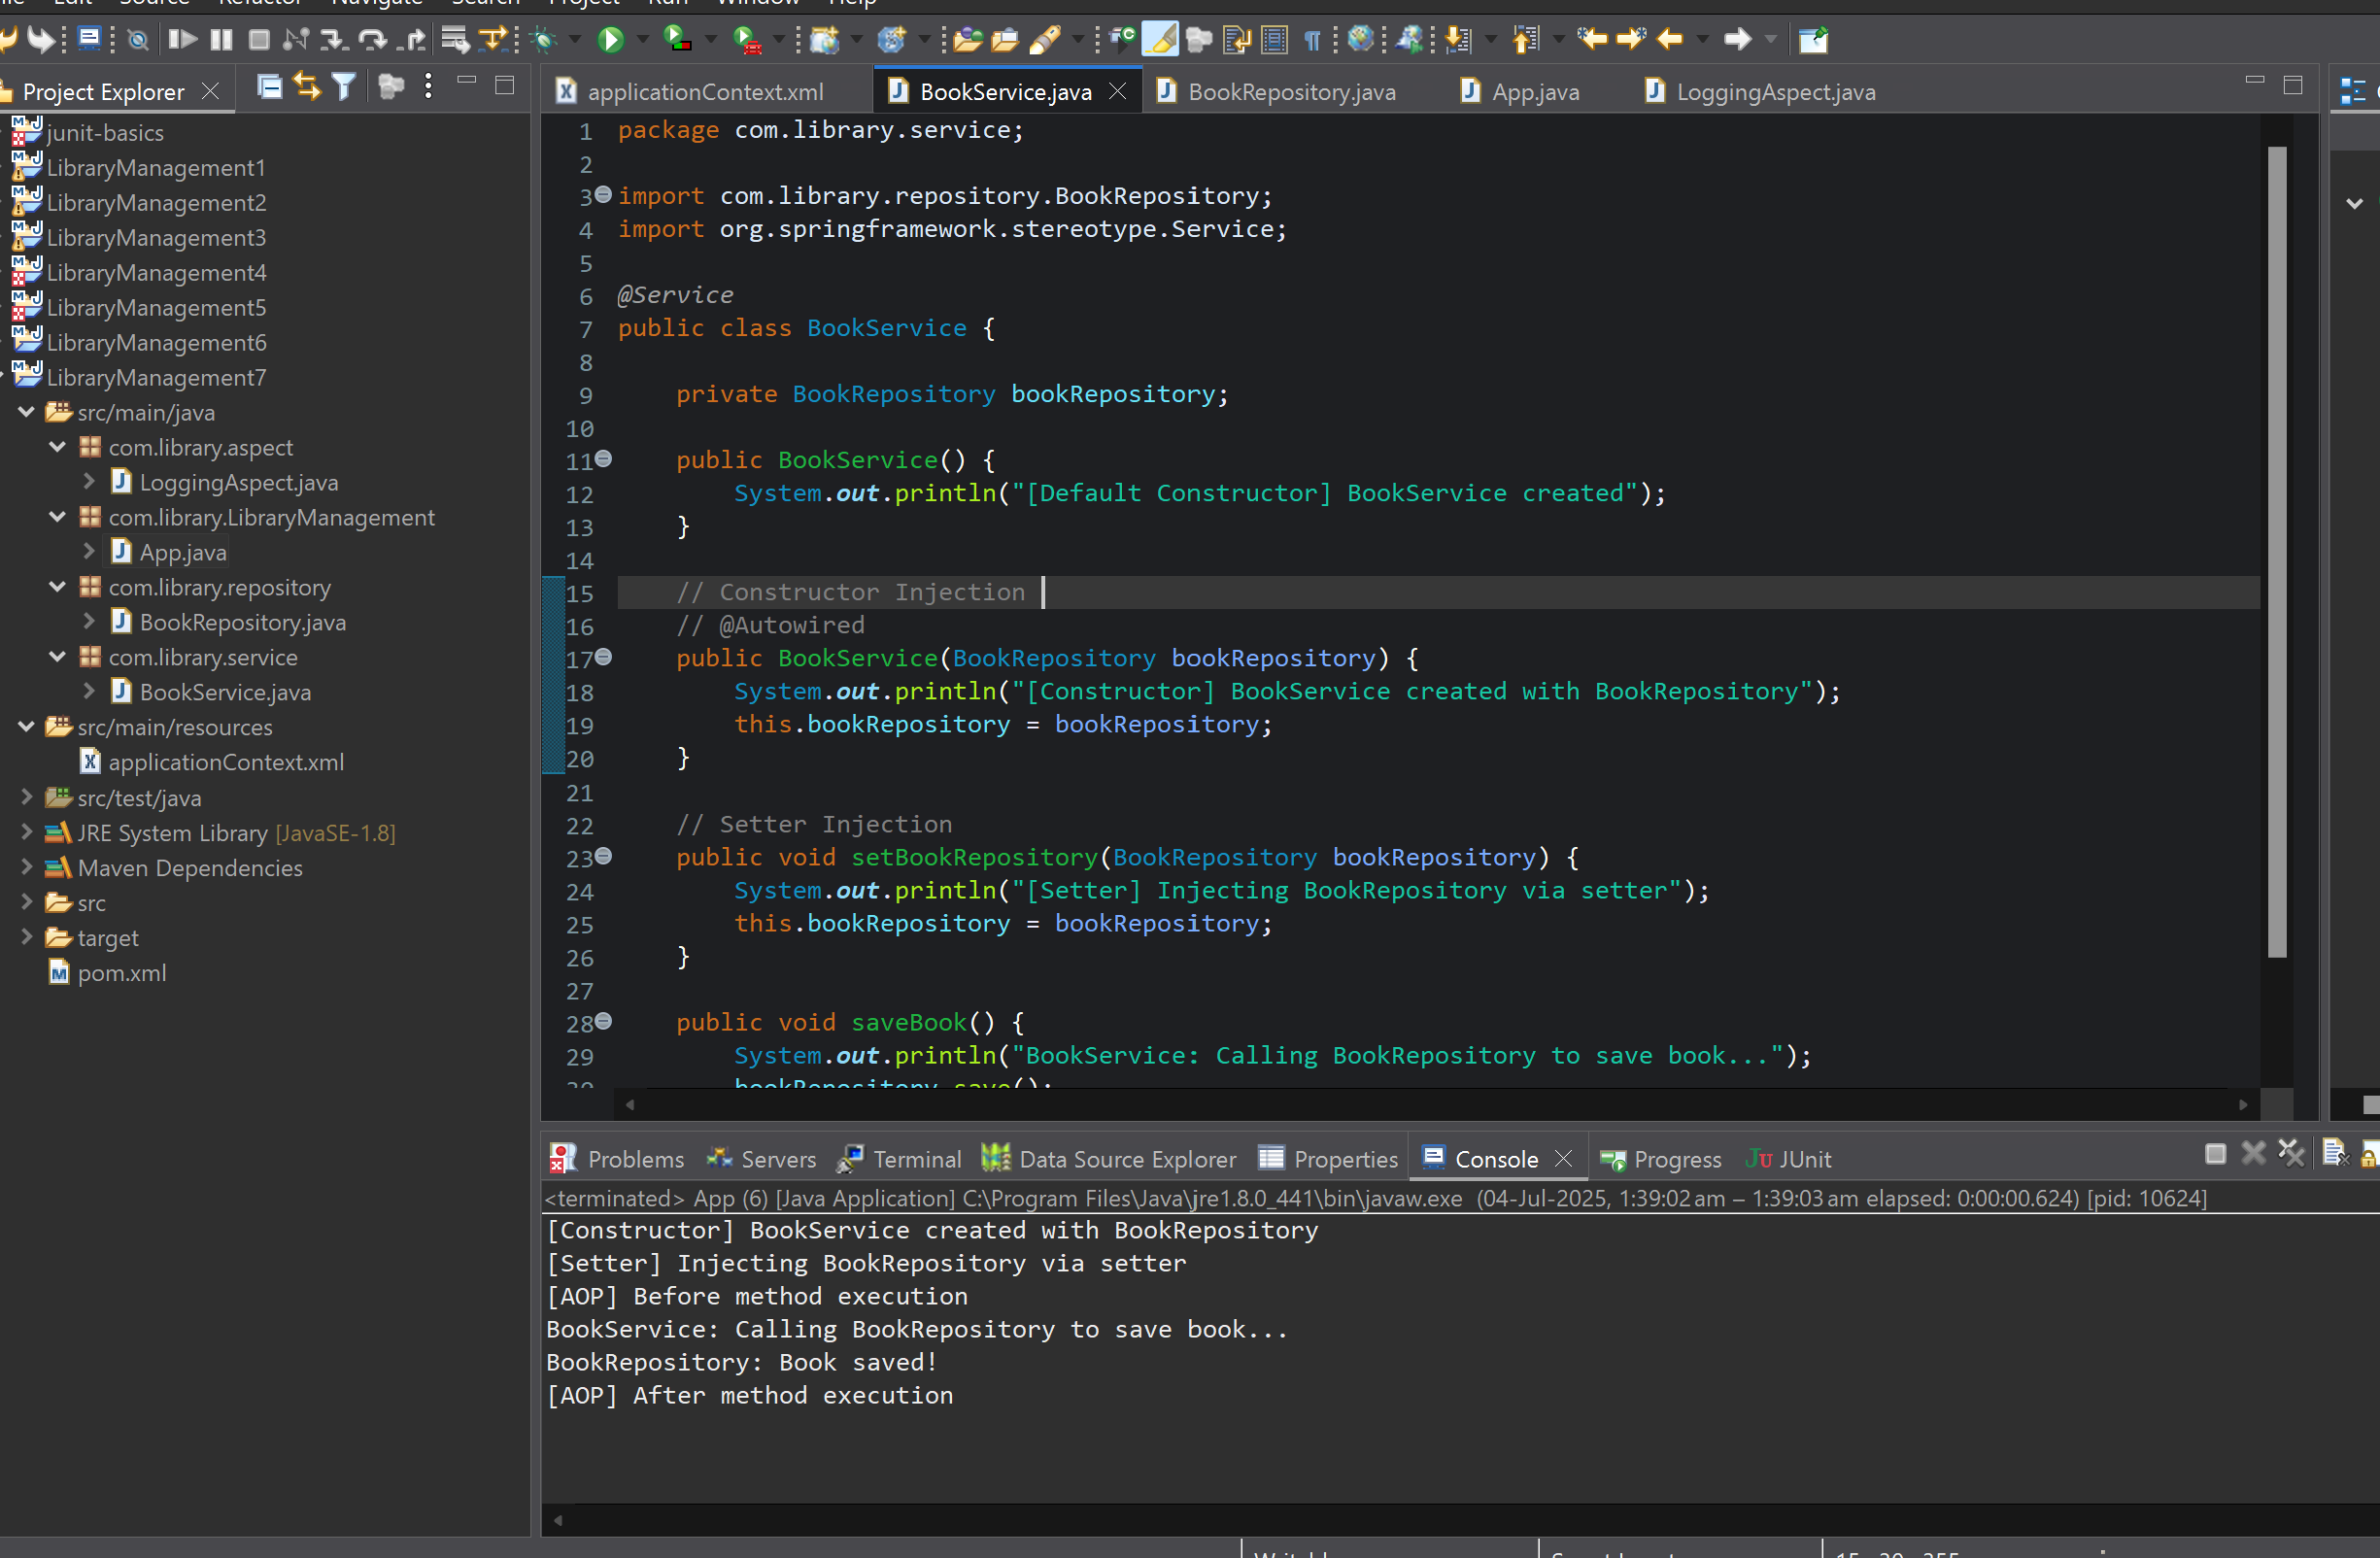 Edit Source Refactor Navigate Search Project Run Window Help
Project Explorer
junit-basics
LibraryManagement1
LibraryManagement2
LibraryManagement3
LibraryManagement4
LibraryManagement5
LibraryManagement6
LibraryManagement7
src/main/java
com.library.aspect
LoggingAspect.java
com.library.LibraryManagement
App.java
com.library.repository
BookRepository.java
com.library.service
BookService.java
src/main/resources
applicationContext.xml
src/test/java
JRE System Library [JavaSE-1.8]
Maven Dependencies
src
target
pom.xml
applicationContext.xml BookService.java BookRepository.java App.java LoggingAspect.java
1 package com.library.service;
2
3 import com.library.repository.BookRepository;
4 import org.springframework.stereotype.Service;
5
6 @Service
7 public class BookService {
8
9 private BookRepository bookRepository;
10
11 public BookService() {
12 System.out.println("[Default Constructor] BookService created");
13 }
14
15 // Constructor Injection
16 // @Autowired
17 public BookService(BookRepository bookRepository) {
18 System.out.println("[Constructor] BookService created with BookRepository");
19 this.bookRepository = bookRepository;
20 }
21
22 // Setter Injection
23 public void setBookRepository(BookRepository bookRepository) {
24 System.out.println("[Setter] Injecting BookRepository via setter");
25 this.bookRepository = bookRepository;
26 }
27
28 public void saveBook() {
29 System.out.println("BookService: Calling BookRepository to save book...");
30 bookRepository.save();
Problems Servers Terminal Data Source Explorer Properties Console Progress JUnit
<terminated> App (6) [Java Application] C:\Program Files\Java\jre1.8.0_441\bin\javaw.exe (04-Jul-2025, 1:39:02 am – 1:39:03 am elapsed: 0:00:00.624) [pid: 10624]
[Constructor] BookService created with BookRepository
[Setter] Injecting BookRepository via setter
[AOP] Before method execution
BookService: Calling BookRepository to save book...
BookRepository: Book saved!
[AOP] After method execution